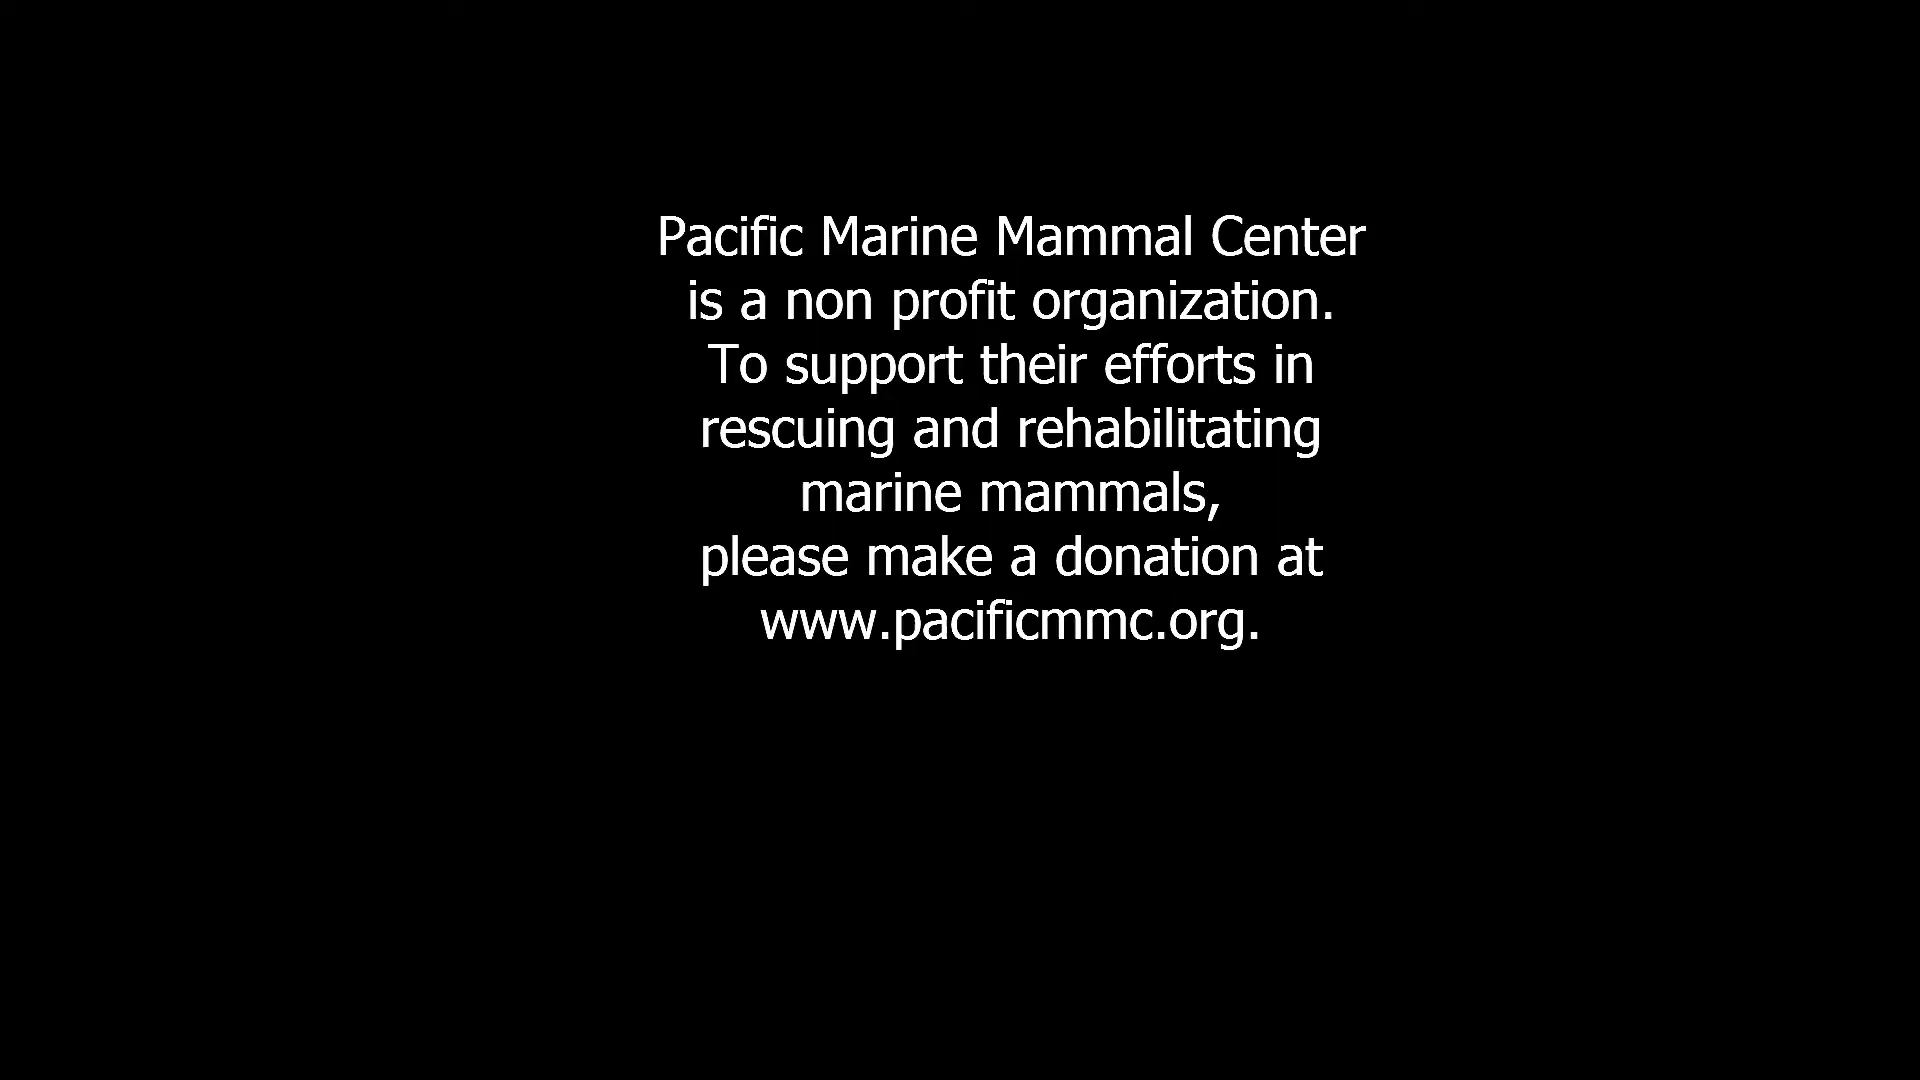 Pacific Marine Mammal Center
is a non profit organization.
To support their efforts in
rescuing and rehabilitating
marine mammals,
please make a donation at
www.pacificmmc.org.